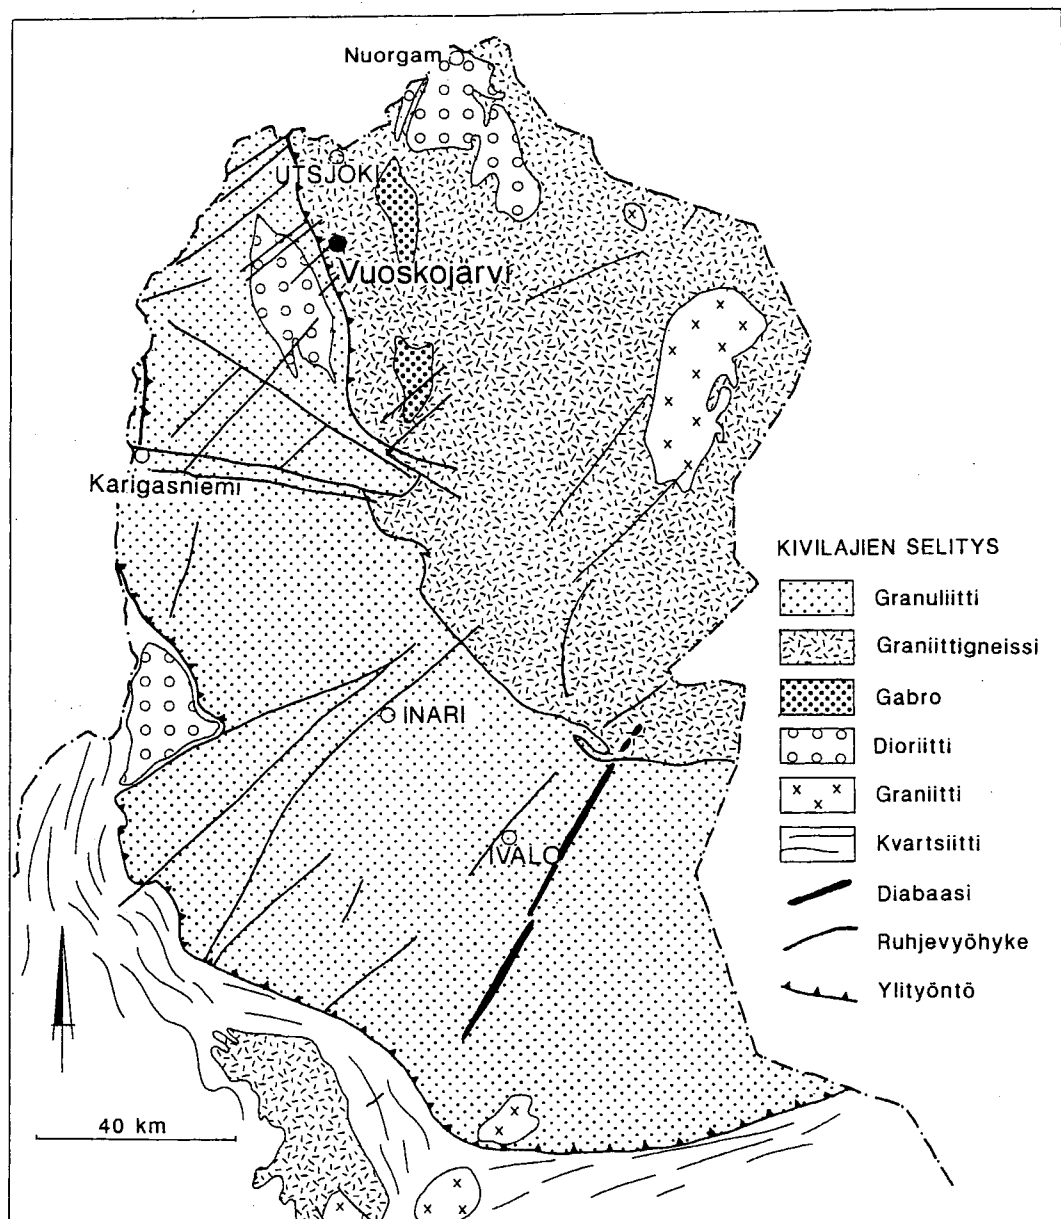 Nuorgam
UTSJOKI
Vuoskojärvi
Karigasniemi
KIVILAJIEN SELITYS
Granuliitti
Graniittigneissi
Gabro
INARI
Dioriitti
Graniitti
IVALO
Kvartsiitti
Diabaasi
Ruhjevyöhyke
Ylityöntö
40 km